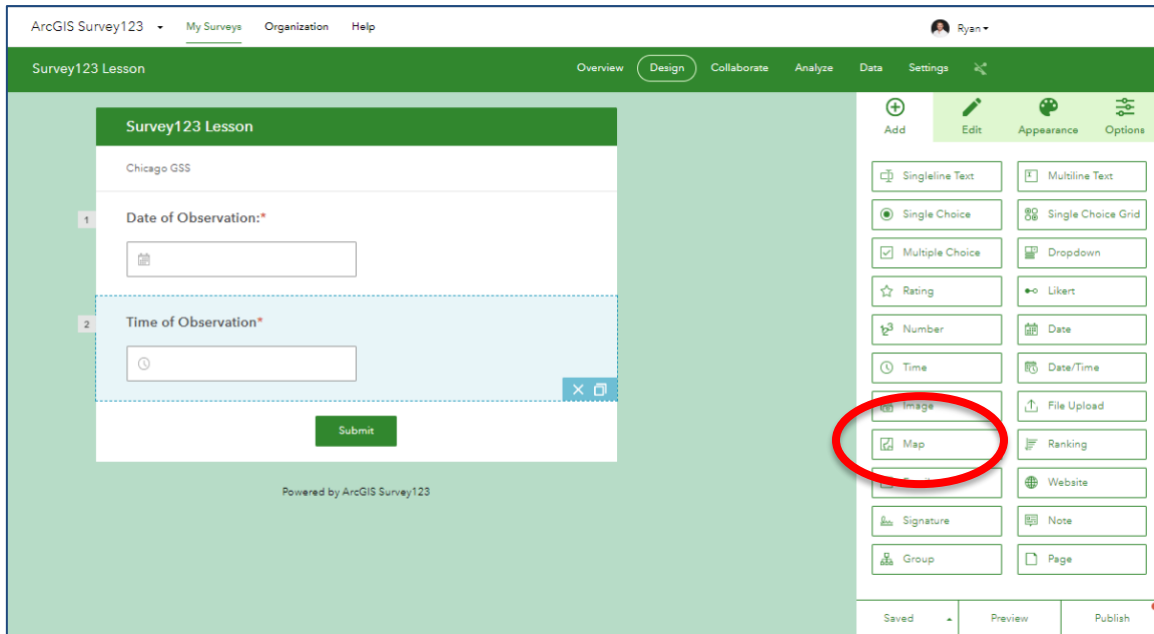 ArcGIS Survey123 My Surveys Organization Help Ryan
Survey123 Lesson Overview Design Collaborate Analyze Data Settings
Add Edit Appearance Options
Survey123 Lesson
Chicago GSS
1 Date of Observation:*
2 Time of Observation*
Submit
Powered by ArcGIS Survey123
Singleline Text Multiline Text
Single Choice Single Choice Grid
Multiple Choice Dropdown
Rating Likert
Number Date
Time Date/Time
Image File Upload
Map Ranking
Website
Signature Note
Group Page
Saved Preview Publish